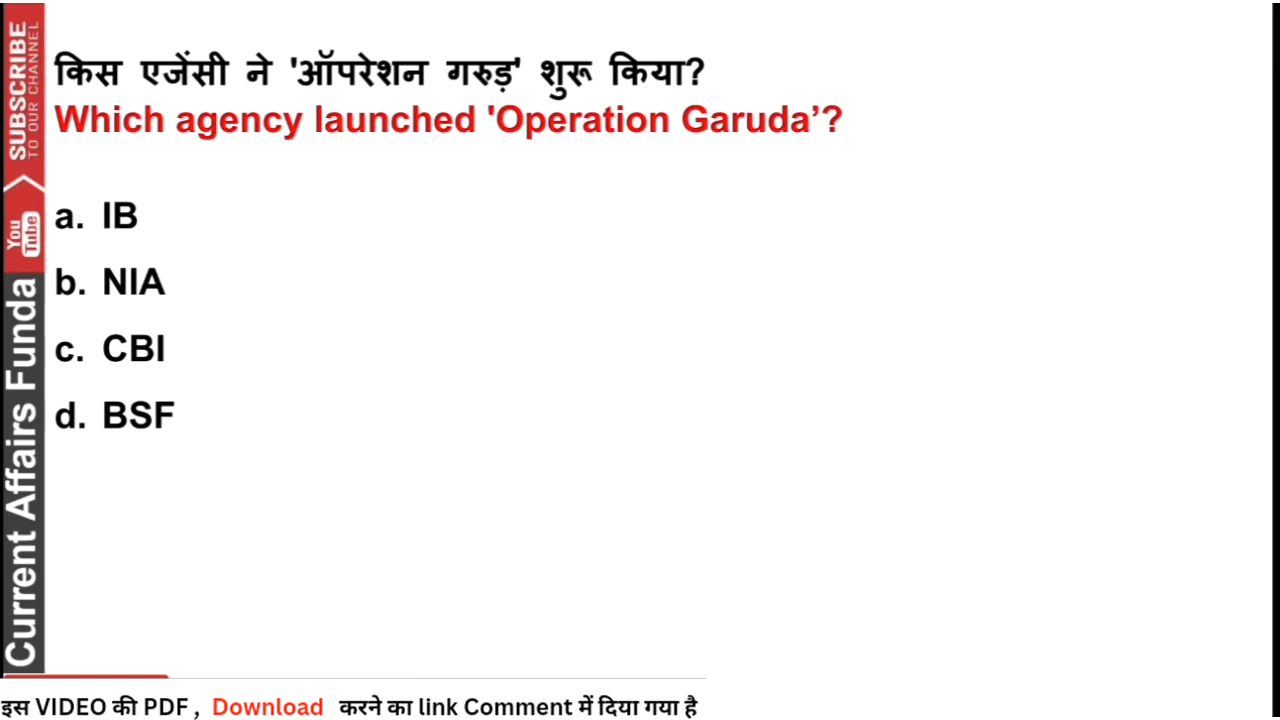 किस एजेंसी ने 'ऑपरेशन गरुड़' शुरू किया?
Which agency launched 'Operation Garuda’?
a. IB
b. NIA
c. CBI
d. BSF
SUBSCRIBE
TO OUR CHANNEL
You
Tube
Current Affairs Funda
इस VIDEO की PDF , Download करने का link Comment में दिया गया है